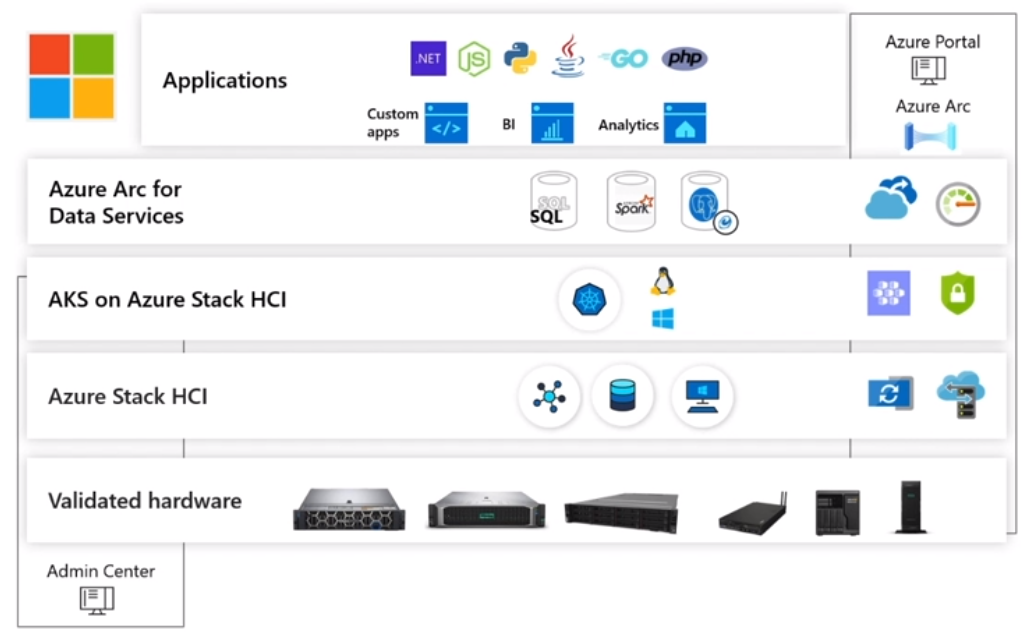 Applications
.NET
JS
GO
php
Custom
apps
BI
Analytics
Azure Portal
Azure Arc
Azure Arc for
Data Services
SQL
SQL
Spark
AKS on Azure Stack HCI
Azure Stack HCI
Validated hardware
Admin Center